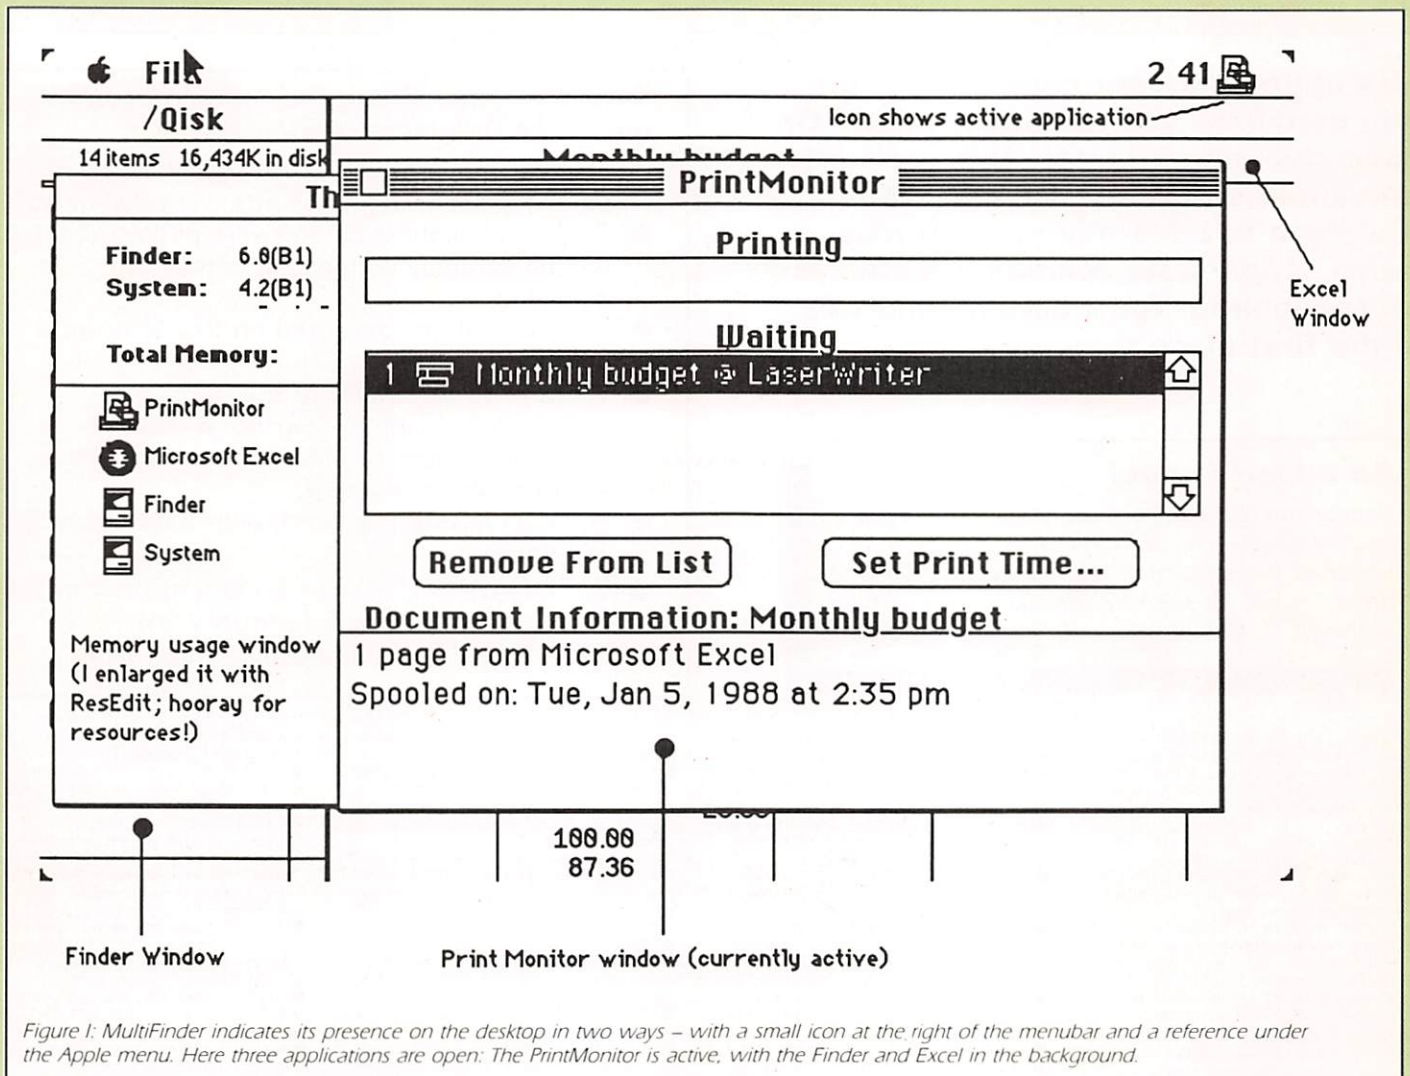 File
2 41
Icon shows active application
/Qisk
14 items 16,434K in disk
Monthly budget
Th
PrintMonitor
Finder: 6.0(B1)
System: 4.2(B1)
Total Memory:
PrintMonitor
Microsoft Excel
Finder
System
Memory usage window
(I enlarged it with
ResEdit; hooray for
resources!)
Printing
Waiting
1 Monthly budget @ LaserWriter
Remove From List
Set Print Time...
Document Information: Monthly budget
1 page from Microsoft Excel
Spooled on: Tue, Jan 5, 1988 at 2:35 pm
Excel
Window
100.00
87.36
Finder Window
Print Monitor window (currently active)
Figure 1: MultiFinder indicates its presence on the desktop in two ways – with a small icon at the right of the menubar and a reference under
the Apple menu. Here three applications are open: The PrintMonitor is active, with the Finder and Excel in the background.